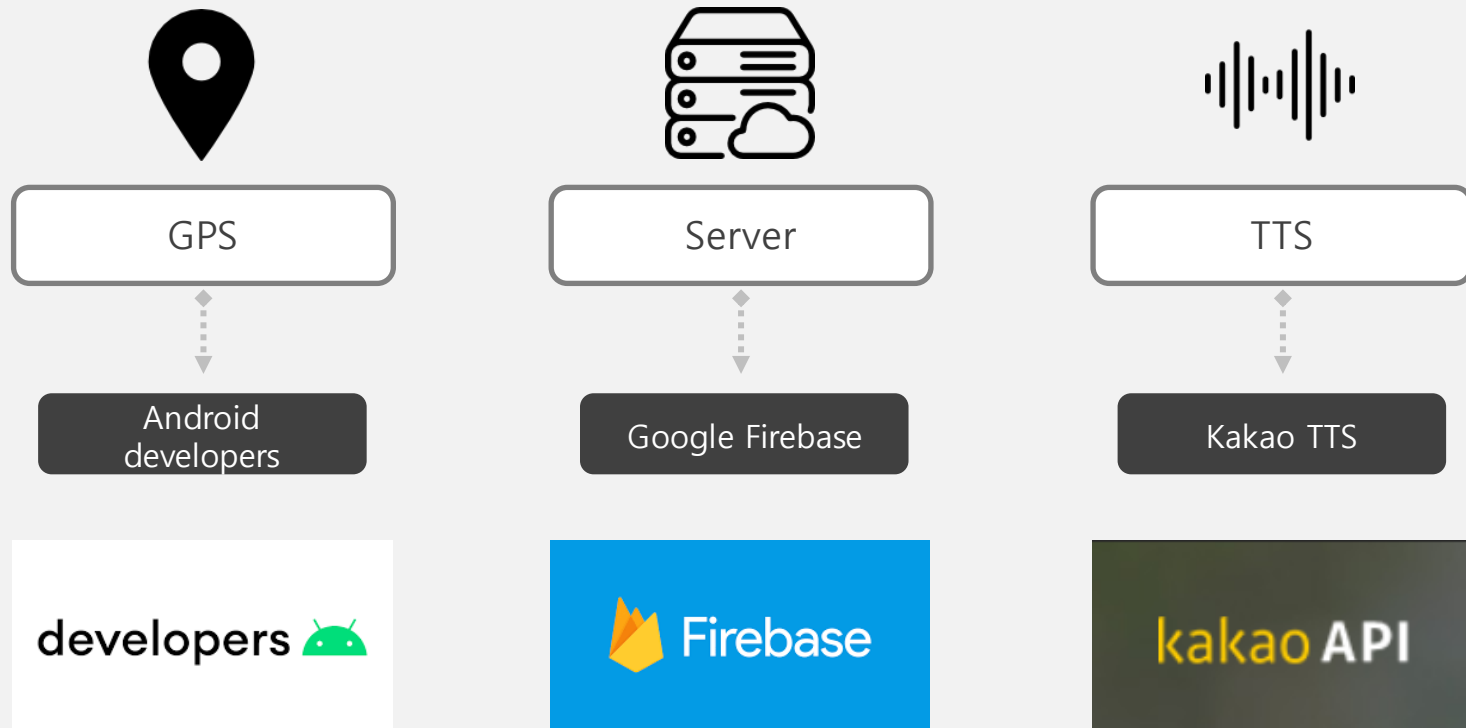 GPS
Server
TTS
Android
developers
Google Firebase
Kakao TTS
developers
Firebase
kakao API